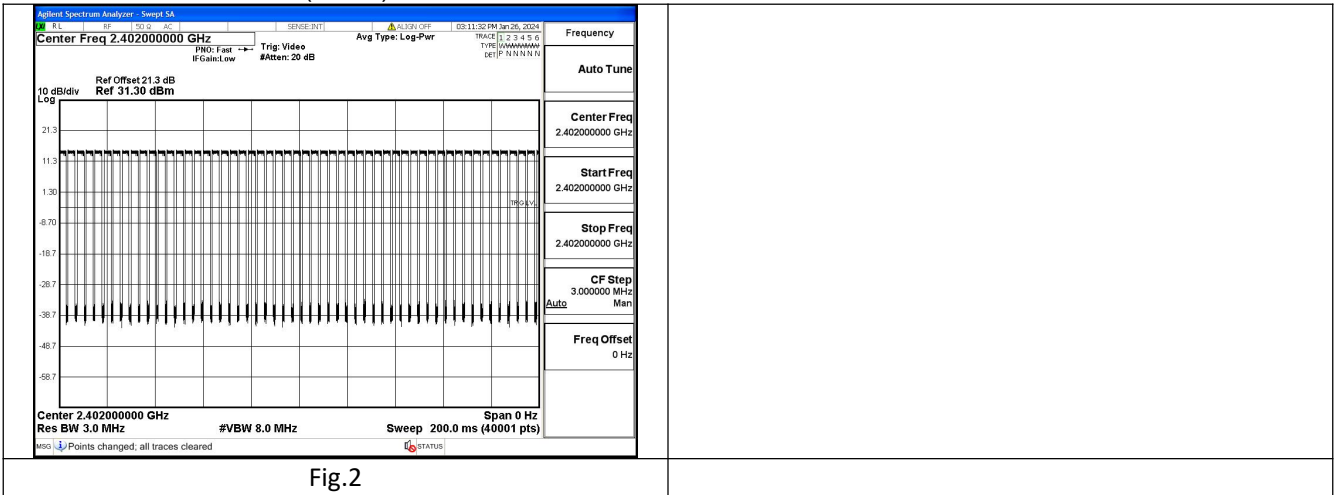 Agilent Spectrum Analyzer - Swept SA
RL RF 50 Ω AC SENSE:INT ALIGN OFF 03:11:32 PM Jan 26, 2024
Center Freq 2.402000000 GHz
PNO: Fast
IFGain:Low
Trig: Video
#Atten: 20 dB
Avg Type: Log-Pwr
TRACE 1 2 3 4 5 6
TYPE
DET P N N N N N
Ref Offset 21.3 dB
Ref 31.30 dBm
10 dB/div
Log
21.3
11.3
1.30
TRIG LVL
-8.70
-18.7
-28.7
-38.7
-48.7
-58.7
Center 2.402000000 GHz
Span 0 Hz
Res BW 3.0 MHz
#VBW 8.0 MHz
Sweep 200.0 ms (40001 pts)
MSG Points changed; all traces cleared
STATUS
Frequency
Auto Tune
Center Freq
2.402000000 GHz
Start Freq
2.402000000 GHz
Stop Freq
2.402000000 GHz
CF Step
3.000000 MHz
Auto Man
Freq Offset
0 Hz
Fig.2